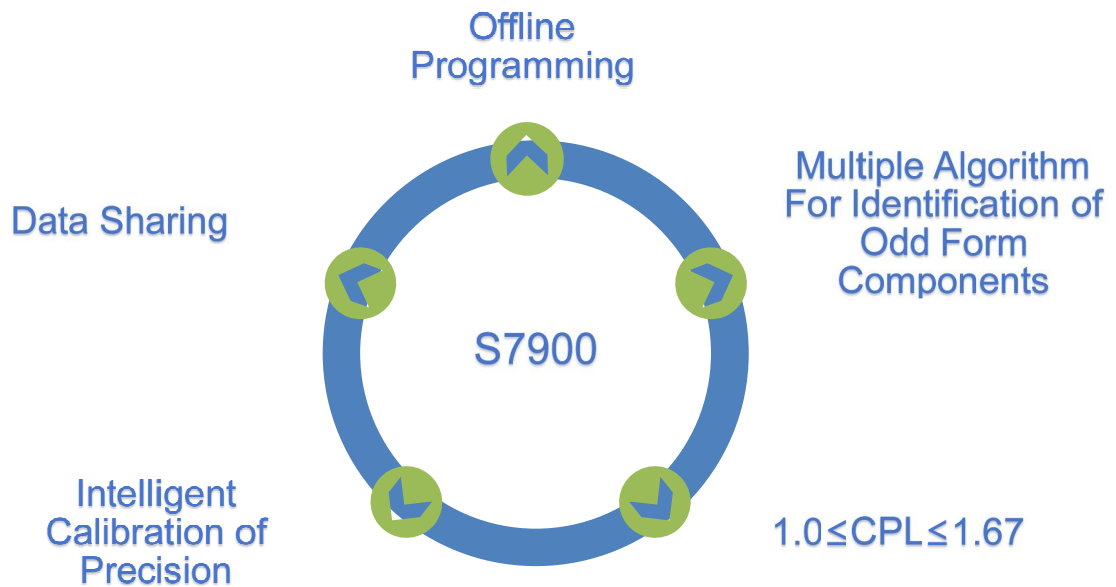 Offline
Programming
Multiple Algorithm
For Identification of
Odd Form
Components
Data Sharing
S7900
Intelligent
Calibration of
Precision
1.0≤CPL≤1.67